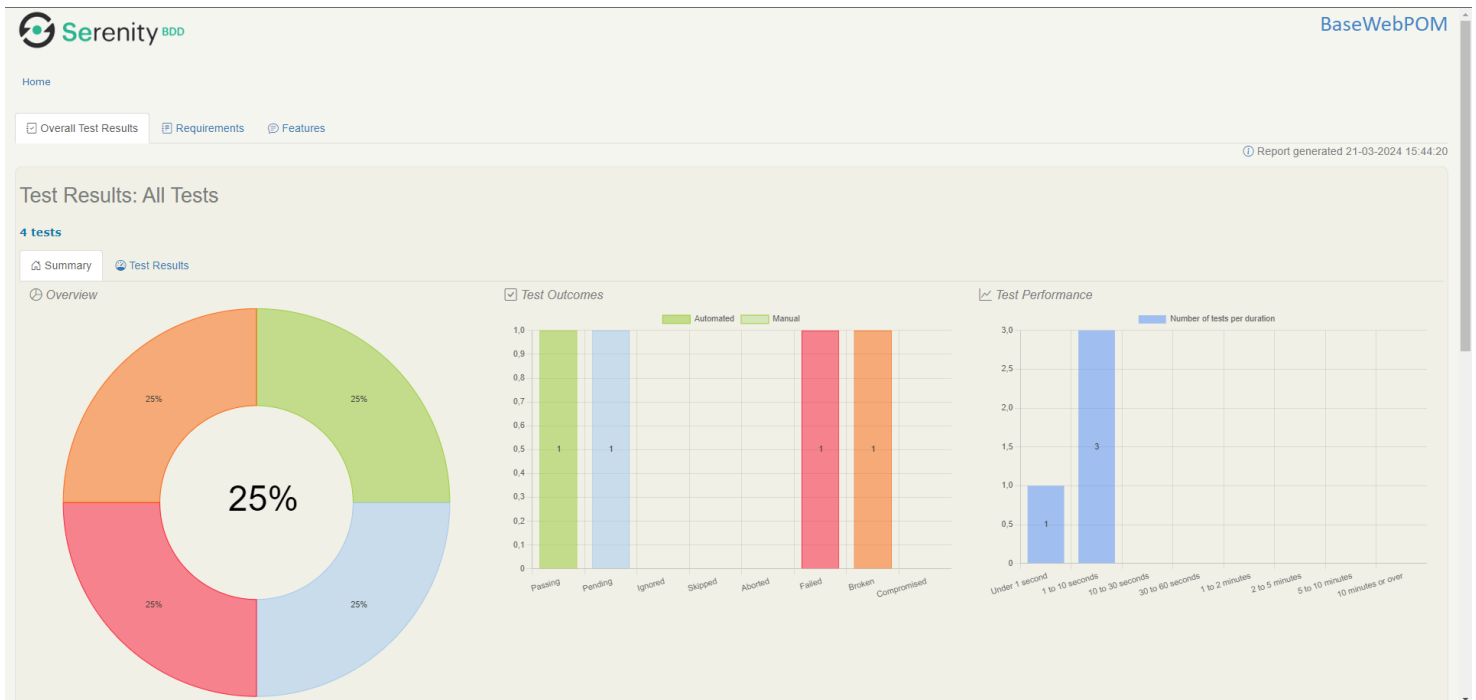 Serenity BDD
BaseWebPOM
Home
Overall Test Results
Requirements
Features
Report generated 21-03-2024 15:44:20
Test Results: All Tests
4 tests
Summary
Test Results
Overview
25%
25%
25%
25%
25%
Test Outcomes
Automated
Manual
1,0
0,9
0,8
0,7
0,6
0,5
0,4
0,3
0,2
0,1
0
1
1
1
1
Passing
Pending
Ignored
Skipped
Aborted
Failed
Broken
Compromised
Test Performance
Number of tests per duration
3,0
2,5
2,0
1,5
1,0
0,5
0
1
3
Under 1 second
1 to 10 seconds
10 to 30 seconds
30 to 60 seconds
1 to 2 minutes
2 to 5 minutes
5 to 10 minutes
10 minutes or over